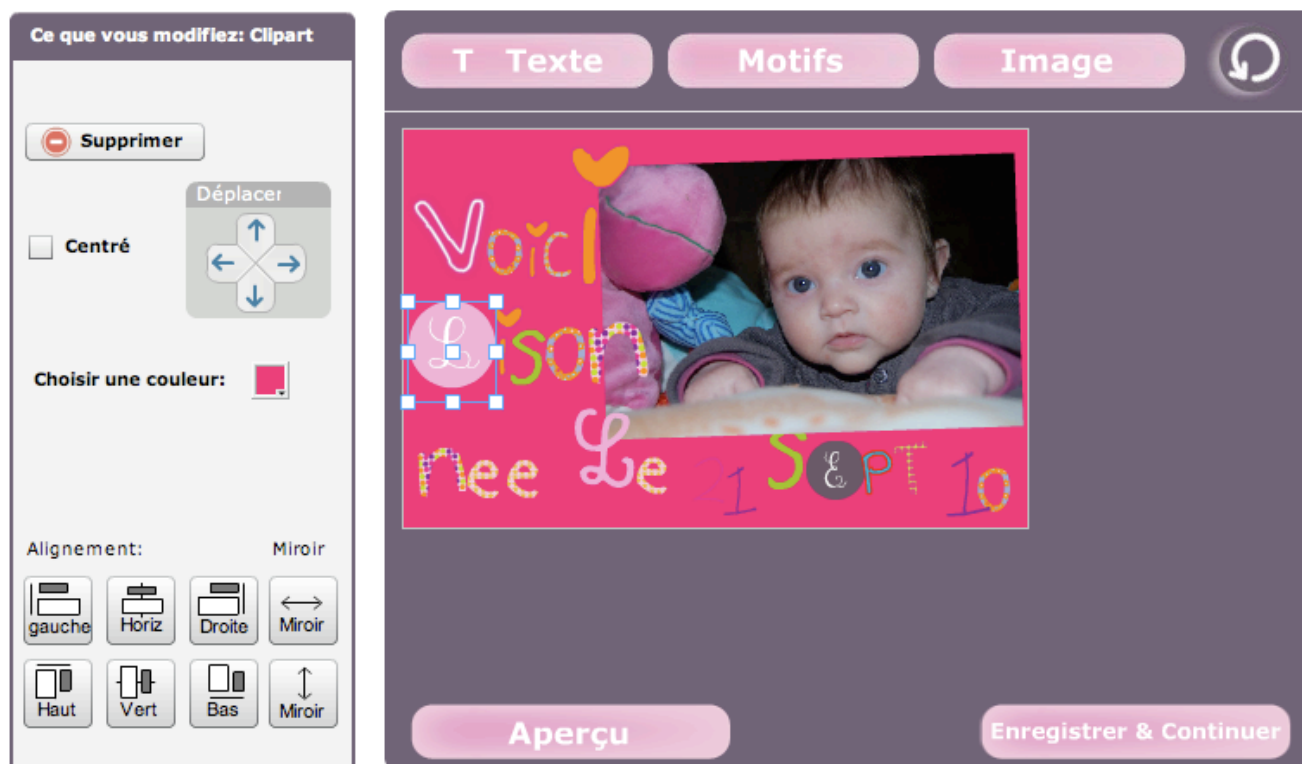 Ce que vous modifiez: Clipart
Supprimer
Déplacer
Centré
Choisir une couleur:
Alignement: Miroir
gauche Horiz Droite Miroir
Haut Vert Bas Miroir
T Texte Motifs Image
VoicI
Lison
nee Le 21 SEpT 10
Aperçu Enregistrer & Continuer